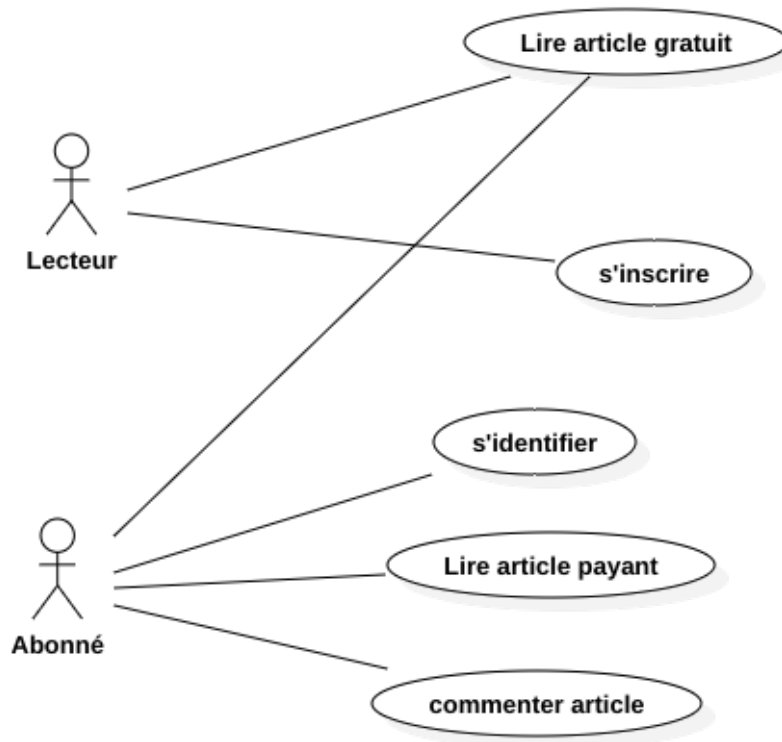 Lire article gratuit
Lecteur
s'inscrire
s'identifier
Lire article payant
Abonné
commenter article